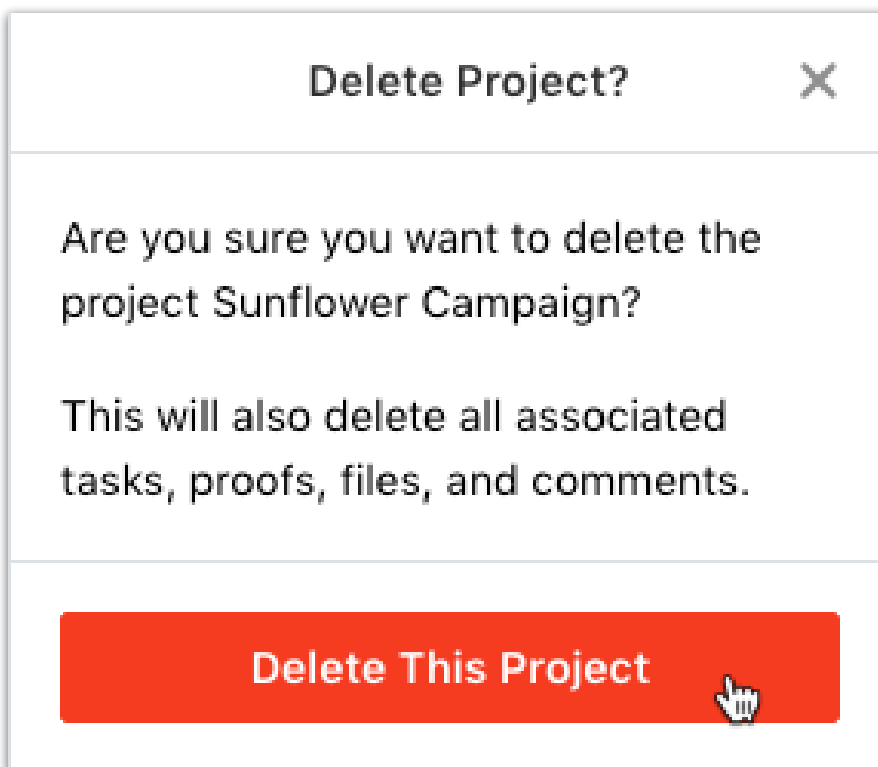 Delete Project?
Are you sure you want to delete the
project Sunflower Campaign?
This will also delete all associated
tasks, proofs, files, and comments.
Delete This Project